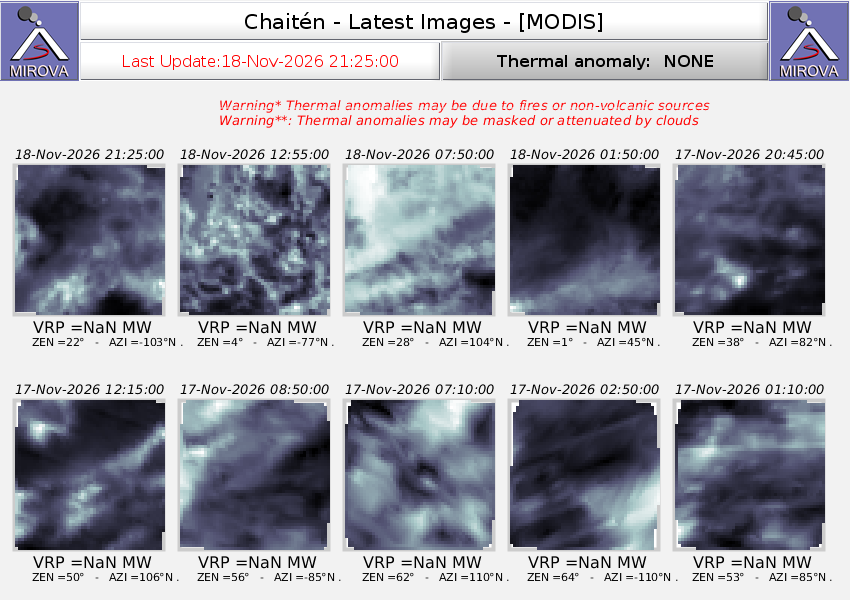 Chaitén - Latest Images - [MODIS]
MIROVA
Last Update:18-Nov-2026 21:25:00
Thermal anomaly: NONE
MIROVA
Warning* Thermal anomalies may be due to fires or non-volcanic sources
Warning**: Thermal anomalies may be masked or attenuated by clouds
18-Nov-2026 21:25:00 18-Nov-2026 12:55:00 18-Nov-2026 07:50:00 18-Nov-2026 01:50:00 17-Nov-2026 20:45:00
VRP =NaN MW VRP =NaN MW VRP =NaN MW VRP =NaN MW VRP =NaN MW
ZEN =22° - AZI =-103°N . ZEN =4° - AZI =-77°N . ZEN =28° - AZI =104°N . ZEN =1° - AZI =45°N . ZEN =38° - AZI =82°N .
17-Nov-2026 12:15:00 17-Nov-2026 08:50:00 17-Nov-2026 07:10:00 17-Nov-2026 02:50:00 17-Nov-2026 01:10:00
VRP =NaN MW VRP =NaN MW VRP =NaN MW VRP =NaN MW VRP =NaN MW
ZEN =50° - AZI =106°N . ZEN =56° - AZI =-85°N . ZEN =62° - AZI =110°N . ZEN =64° - AZI =-110°N . ZEN =53° - AZI =85°N .